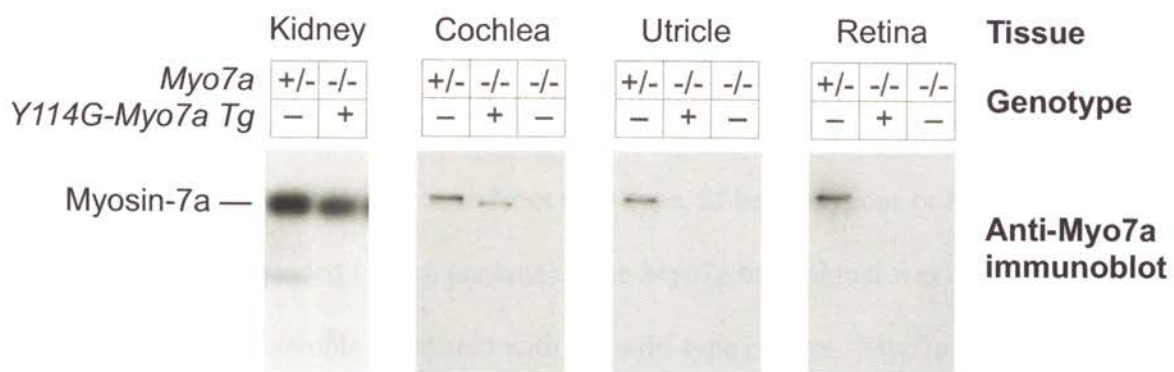 Kidney Cochlea Utricle Retina Tissue
Myo7a +/- -/- +/- -/- -/- +/- -/- -/- +/- -/- -/- Genotype
Y114G-Myo7a Tg – + – + – – + – – + –
Myosin-7a —
Anti-Myo7a
immunoblot